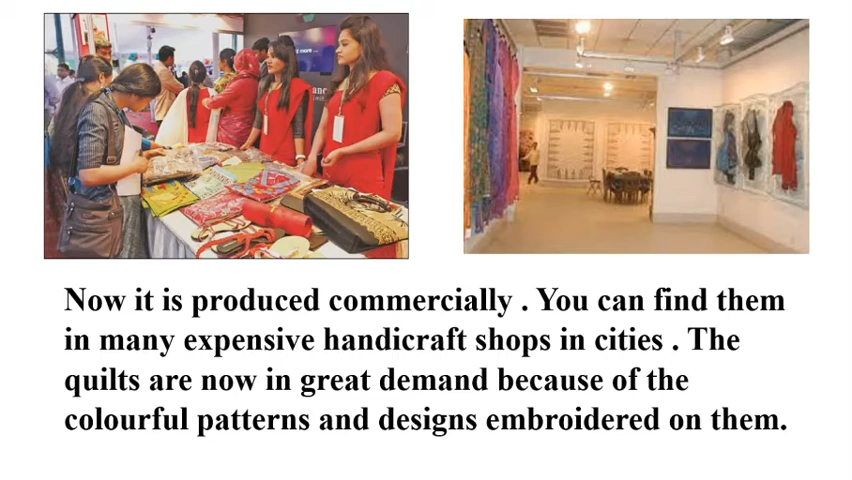 Now it is produced commercially . You can find them
in many expensive handicraft shops in cities . The
quilts are now in great demand because of the
colourful patterns and designs embroidered on them.